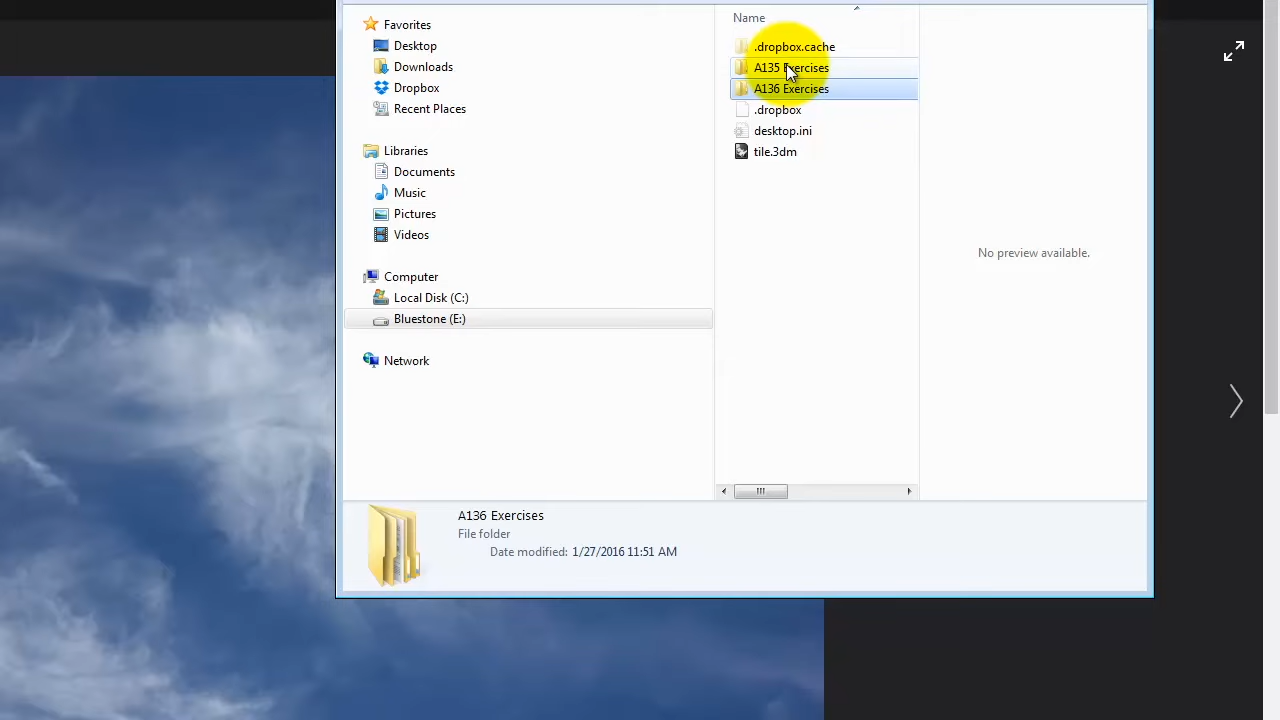 Favorites
Desktop
Downloads
Dropbox
Recent Places
Libraries
Documents
Music
Pictures
Videos
Computer
Local Disk (C:)
Bluestone (E:)
Network
Name
.dropbox.cache
A135 Exercises
A136 Exercises
.dropbox
desktop.ini
tile.3dm
No preview available.
A136 Exercises
File folder
Date modified: 1/27/2016 11:51 AM